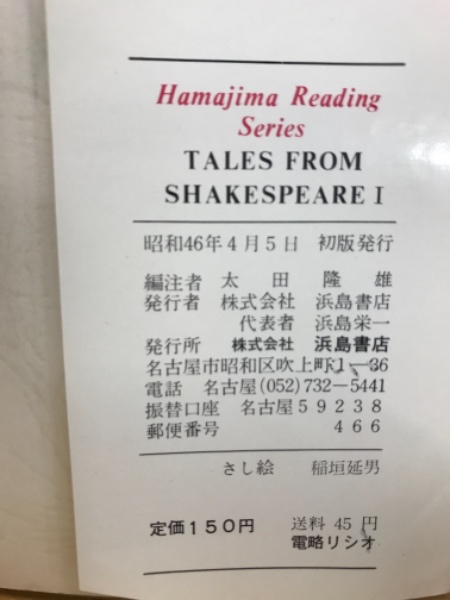 Hamajima Reading
Series
TALES FROM
SHAKESPEARE I
昭和46年4月5日 初版発行
編注者 太田隆雄
発行者 株式会社 浜島書店
代表者 浜島栄一
発行所 株式会社 浜島書店
名古屋市昭和区吹上町1―36
電話 名古屋(052)732―5441
振替口座 名古屋59238
郵便番号 466
さし絵 稲垣延男
定価150円 送料 45 円
電略リシオ